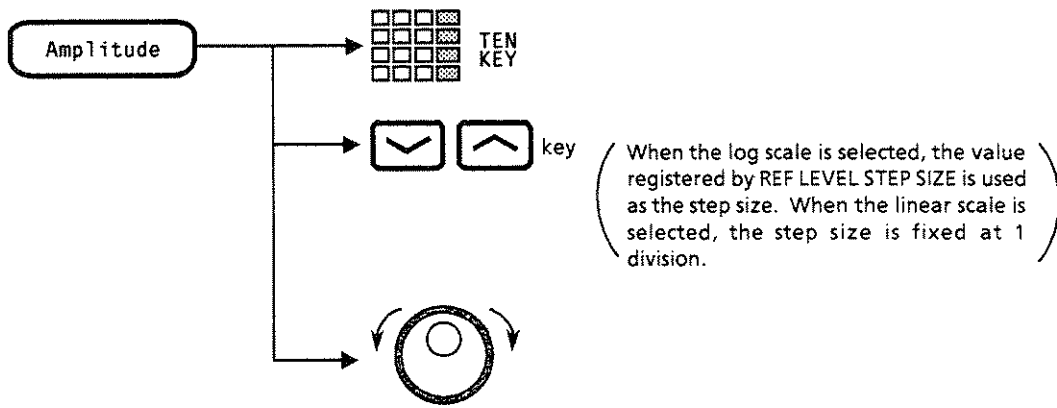 Amplitude
TEN
KEY
key
When the log scale is selected, the value
registered by REF LEVEL STEP SIZE is used
as the step size. When the linear scale is
selected, the step size is fixed at 1
division.